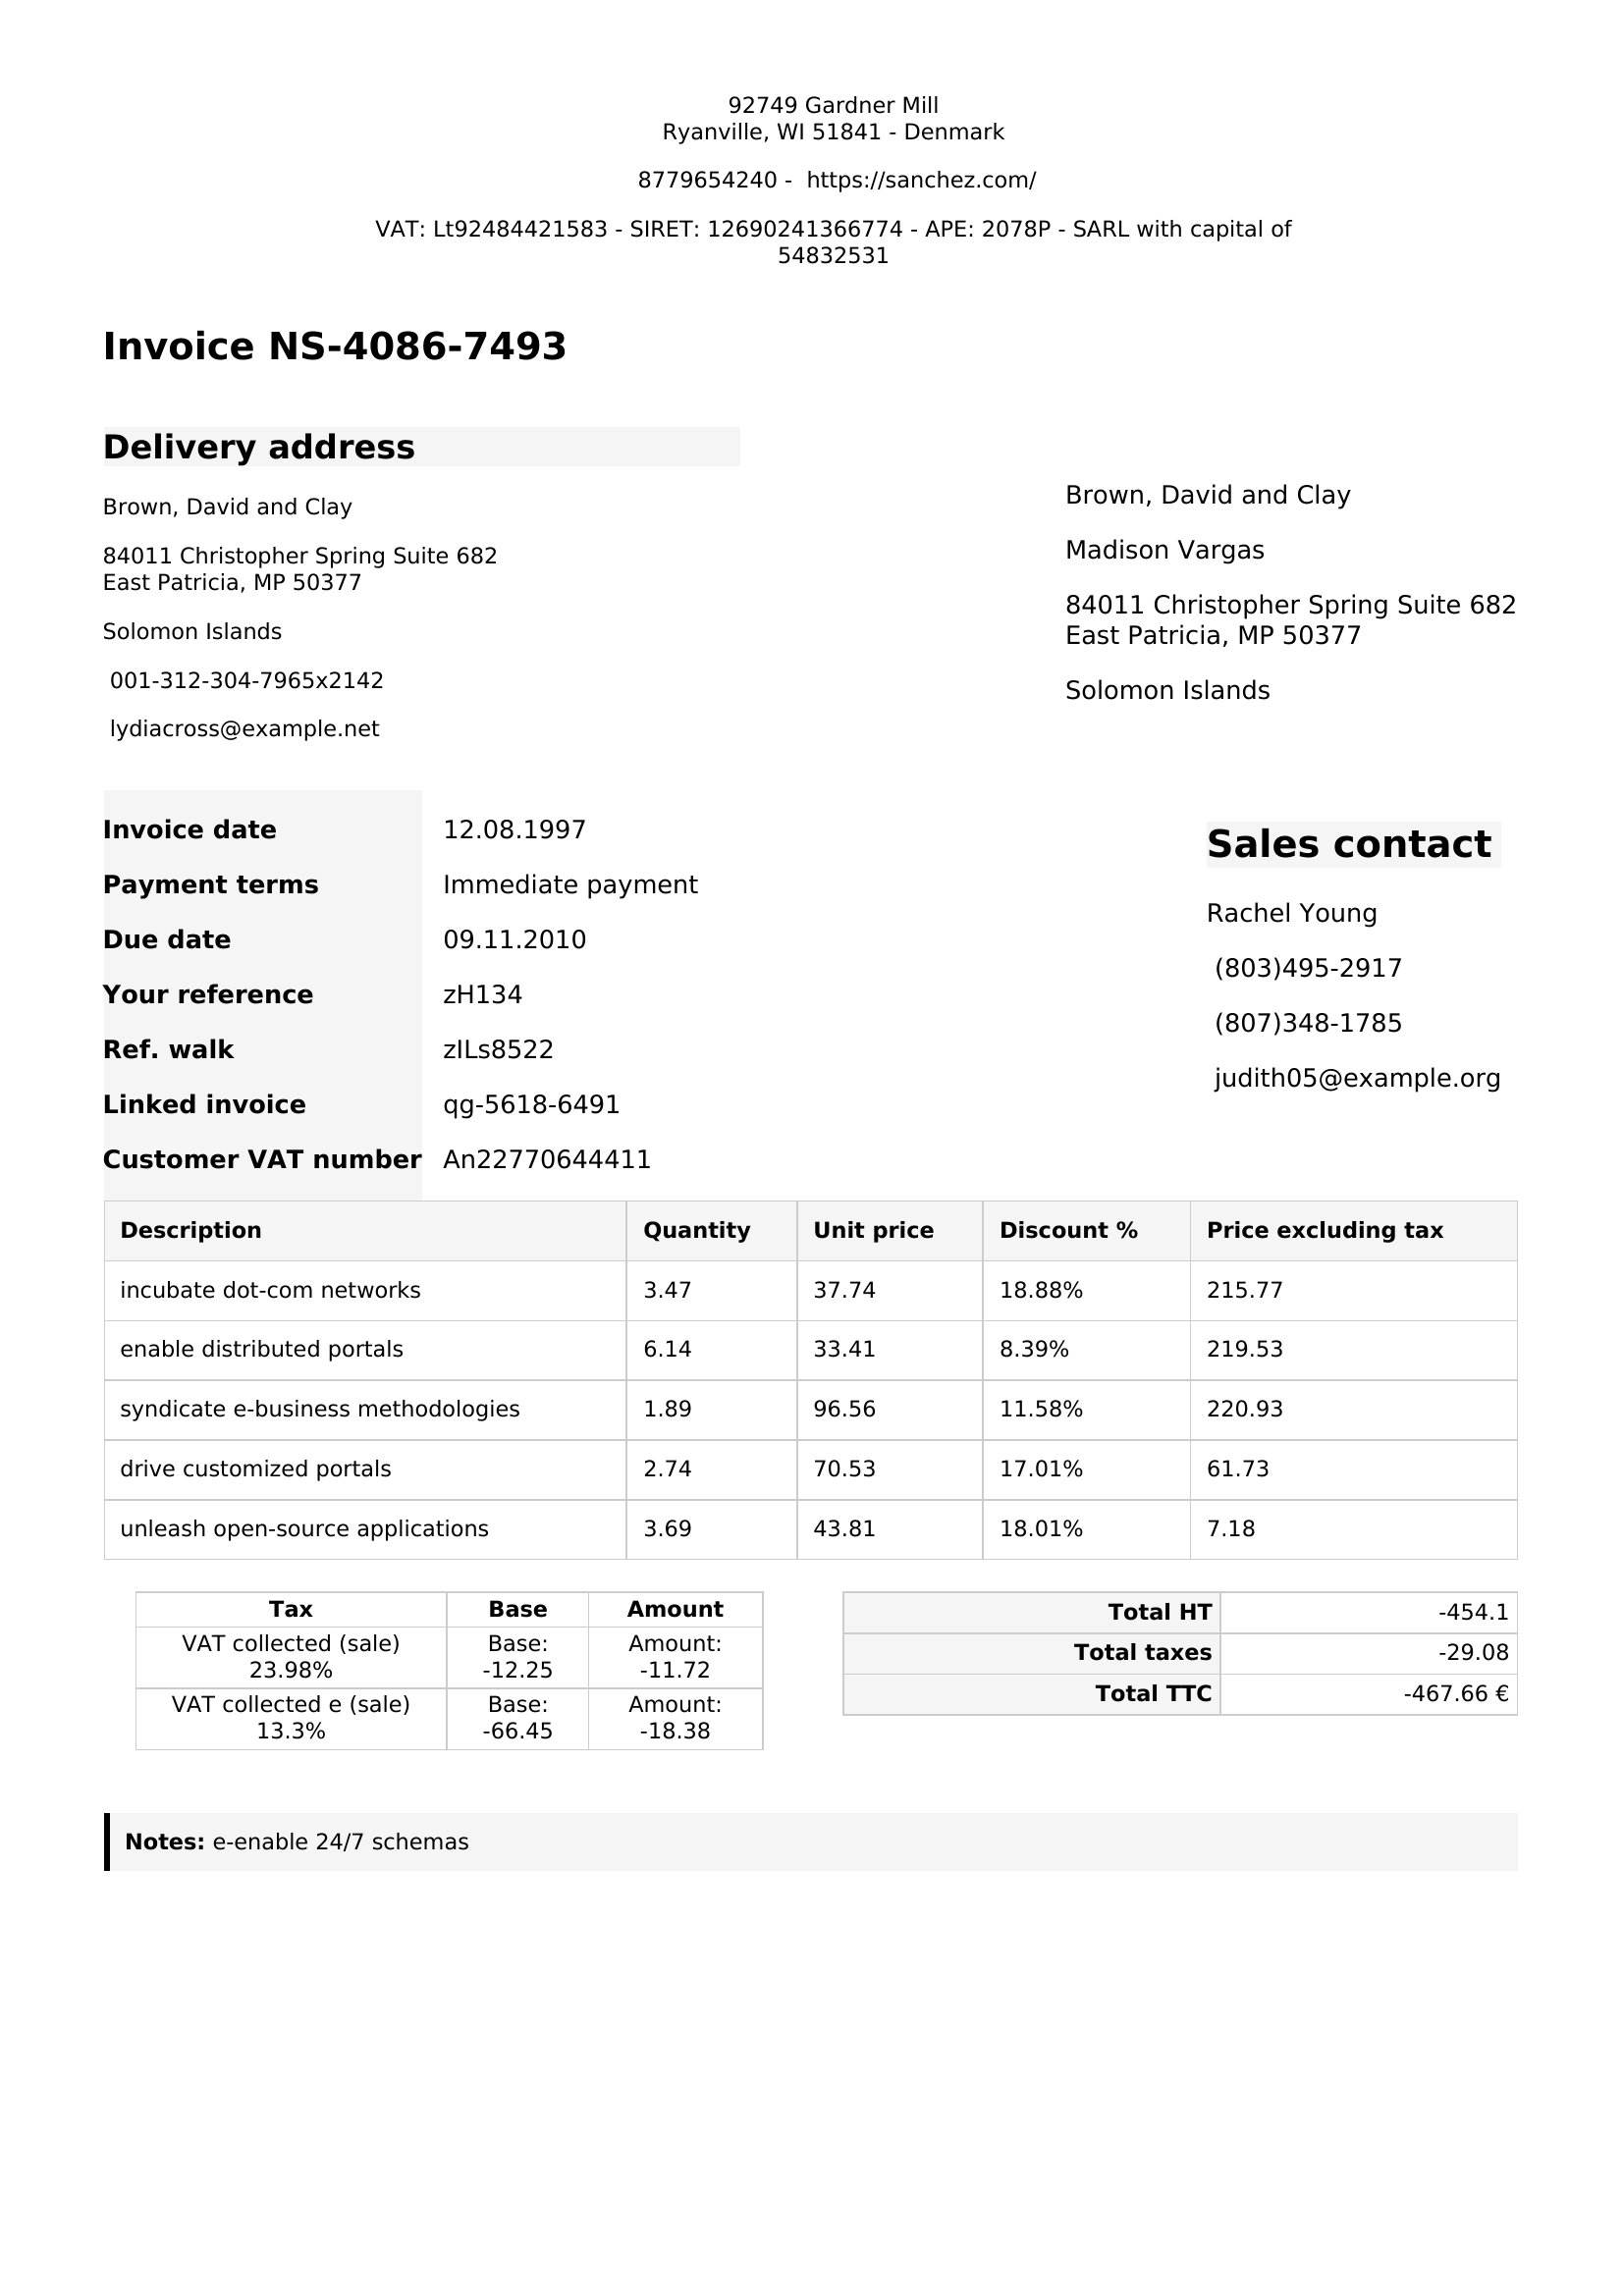 92749 Gardner Mill
Ryanville, WI 51841 - Denmark
8779654240 -  https://sanchez.com/
VAT: Lt92484421583 - SIRET: 12690241366774 - APE: 2078P - SARL with capital of
54832531
Invoice NS-4086-7493
Delivery address
Brown, David and Clay
84011 Christopher Spring Suite 682
East Patricia, MP 50377
Solomon Islands
001-312-304-7965x2142
lydiacross@example.net
Brown, David and Clay
Madison Vargas
84011 Christopher Spring Suite 682
East Patricia, MP 50377
Solomon Islands
Invoice date 12.08.1997
Payment terms Immediate payment
Due date 09.11.2010
Your reference zH134
Ref. walk zILs8522
Linked invoice qg-5618-6491
Customer VAT number An22770644411
Sales contact
Rachel Young
(803)495-2917
(807)348-1785
judith05@example.org
Description Quantity Unit price Discount % Price excluding tax
incubate dot-com networks 3.47 37.74 18.88% 215.77
enable distributed portals 6.14 33.41 8.39% 219.53
syndicate e-business methodologies 1.89 96.56 11.58% 220.93
drive customized portals 2.74 70.53 17.01% 61.73
unleash open-source applications 3.69 43.81 18.01% 7.18
Tax Base Amount
VAT collected (sale) Base: Amount:
23.98% -12.25 -11.72
VAT collected e (sale) Base: Amount:
13.3% -66.45 -18.38
Total HT -454.1
Total taxes -29.08
Total TTC -467.66 €
Notes: e-enable 24/7 schemas